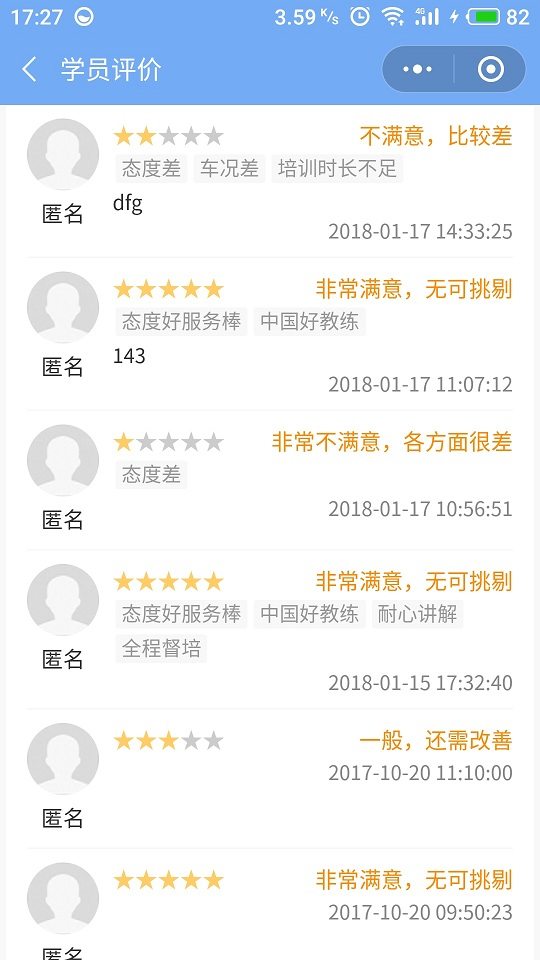 17:27 3.59 K/s 4G 82
学员评价
不满意，比较差
态度差 车况差 培训时长不足
匿名 dfg
2018-01-17 14:33:25
非常满意，无可挑剔
态度好服务棒 中国好教练
匿名 143
2018-01-17 11:07:12
非常不满意，各方面很差
态度差
匿名 2018-01-17 10:56:51
非常满意，无可挑剔
态度好服务棒 中国好教练 耐心讲解
匿名 全程督培
2018-01-15 17:32:40
一般，还需改善
2017-10-20 11:10:00
匿名
非常满意，无可挑剔
2017-10-20 09:50:23
匿名